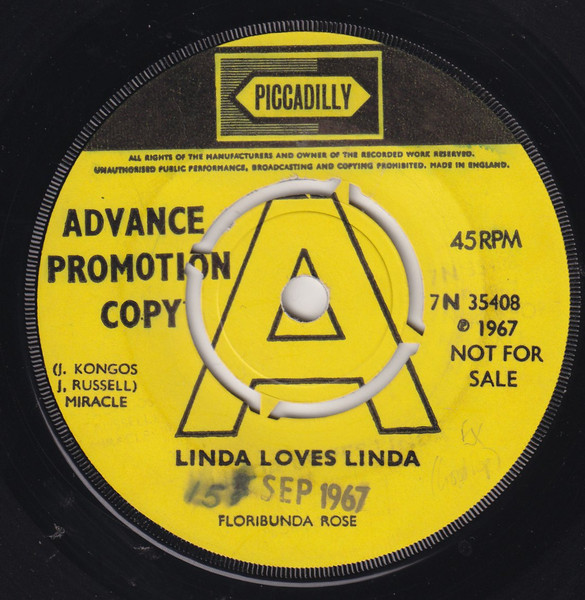 PICCADILLY
ALL RIGHTS OF THE MANUFACTURERS AND OWNER OF THE RECORDED WORK RESERVED.
UNAUTHORISED PUBLIC PERFORMANCE, BROADCASTING AND COPYING PROHIBITED. MADE IN ENGLAND.
ADVANCE
PROMOTION
COPY
A
45RPM
7N 35408
℗ 1967
NOT FOR
SALE
(J. KONGOS
J. RUSSELL)
MIRACLE
LINDA LOVES LINDA
15 SEP 1967
FLORIBUNDA ROSE